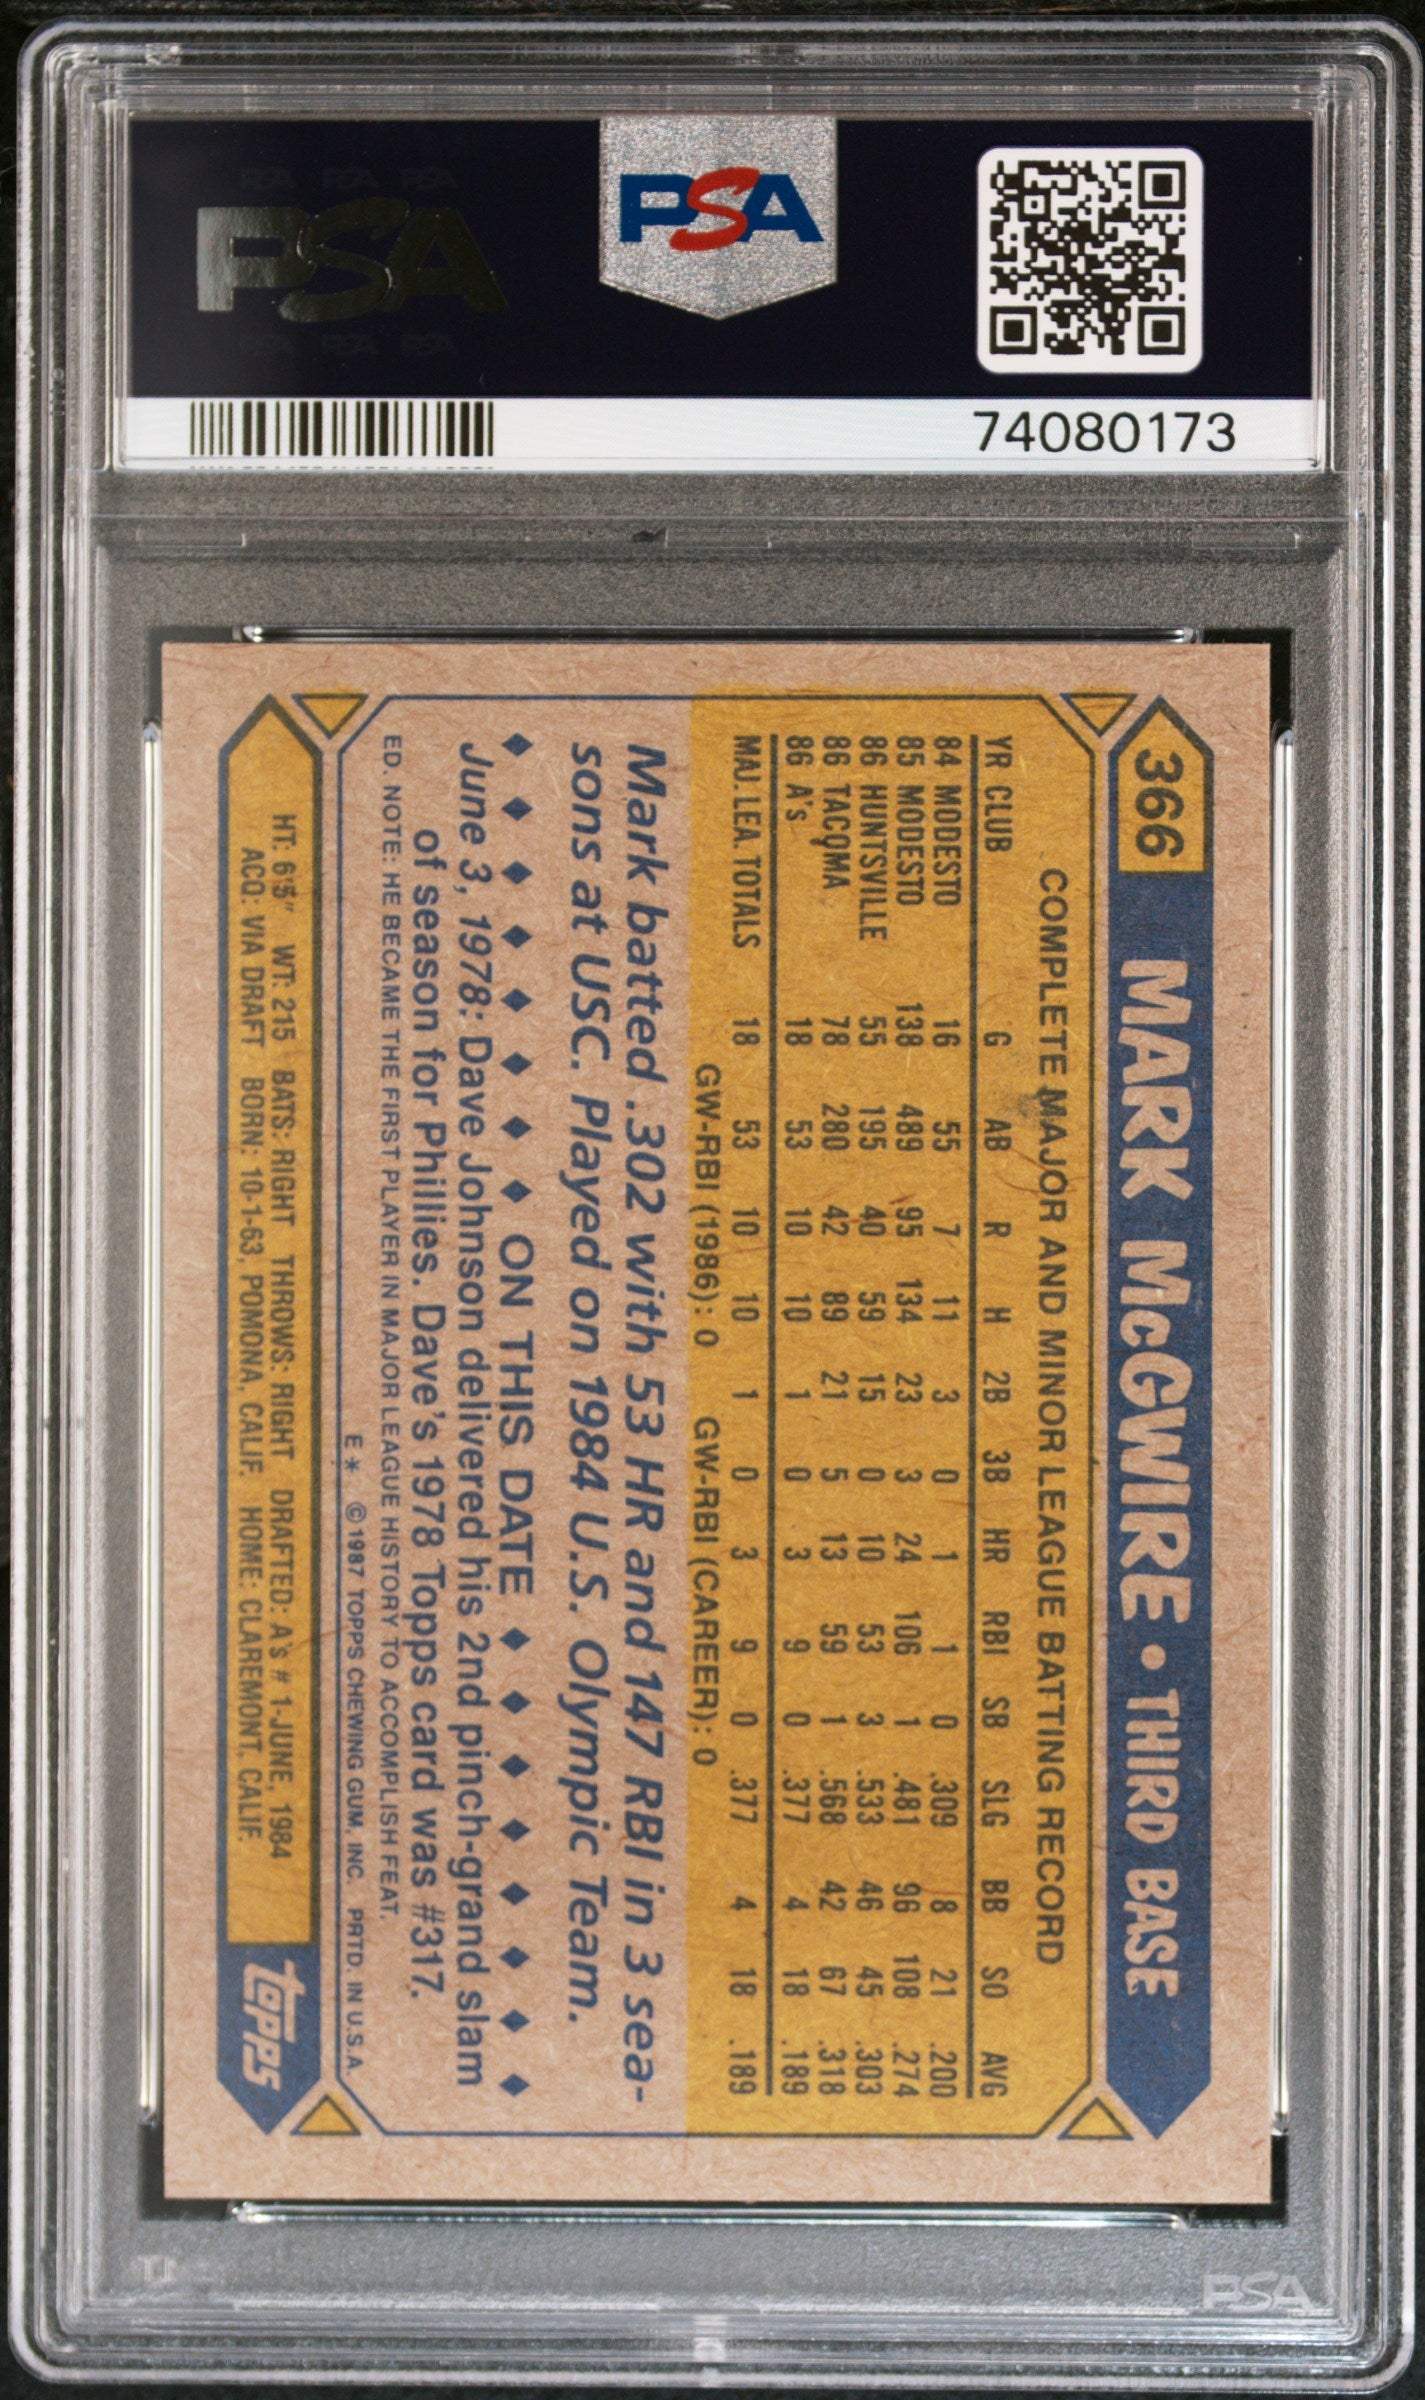 PSA PSA PSA
PSA
PSA PSA PSA
PSA
74080173
366 MARK McGWIRE • THIRD BASE
COMPLETE MAJOR AND MINOR LEAGUE BATTING RECORD
YR CLUB G AB R H 2B 3B HR RBI SB SLG BB SO AVG
84 MODESTO 16 55 7 11 3 0 1 1 0 .309 8 21 .200
85 MODESTO 138 489 95 134 23 3 24 106 1 .481 96 108 .274
86 HUNTSVILLE 55 195 40 59 15 0 10 53 3 .533 46 45 .303
86 TACOMA 78 280 42 89 21 5 13 59 1 .568 42 67 .318
86 A's 18 53 10 10 1 0 3 9 0 .377 4 18 .189
MAJ. LEA. TOTALS 18 53 10 10 1 0 3 9 0 .377 4 18 .189
GW-RBI (1986): 0 GW-RBI (CAREER): 0
Mark batted .302 with 53 HR and 147 RBI in 3 sea-
sons at USC. Played on 1984 U.S. Olympic Team.
ON THIS DATE
June 3, 1978: Dave Johnson delivered his 2nd pinch-grand slam
of season for Phillies. Dave's 1978 Topps card was #317.
ED. NOTE: HE BECAME THE FIRST PLAYER IN MAJOR LEAGUE HISTORY TO ACCOMPLISH FEAT.
E* © 1987 TOPPS CHEWING GUM, INC. PRTD. IN U.S.A.
HT: 6'5" WT: 215 BATS: RIGHT THROWS: RIGHT DRAFTED: A's #1-JUNE, 1984
ACQ: VIA DRAFT BORN: 10-1-63, POMONA, CALIF. HOME: CLAREMONT, CALIF.
topps
PSA